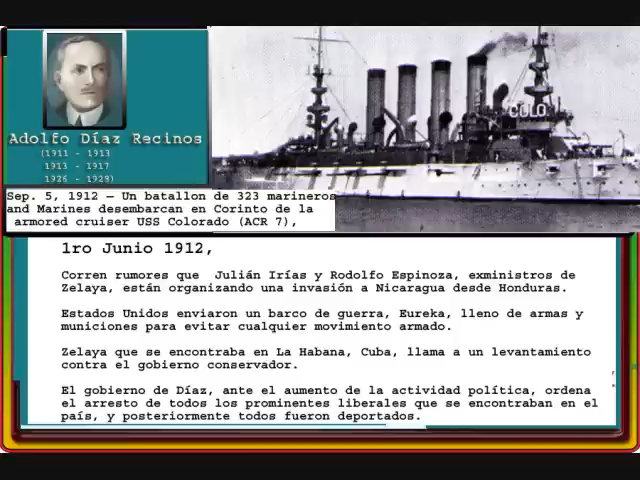 Adolfo Díaz Recinos
(1911 - 1913
1913 - 1917
1926 - 1928)
COLO
Sep. 5, 1912 — Un batallon de 323 marineros
and Marines desembarcan en Corinto de la
armored cruiser USS Colorado (ACR 7),
1ro Junio 1912,
Corren rumores que Julián Irías y Rodolfo Espinoza, exministros de
Zelaya, están organizando una invasión a Nicaragua desde Honduras.
Estados Unidos enviaron un barco de guerra, Eureka, lleno de armas y
municiones para evitar cualquier movimiento armado.
Zelaya que se encontraba en La Habana, Cuba, llama a un levantamiento
contra el gobierno conservador.
El gobierno de Díaz, ante el aumento de la actividad política, ordena
el arresto de todos los prominentes liberales que se encontraban en el
país, y posteriormente todos fueron deportados.